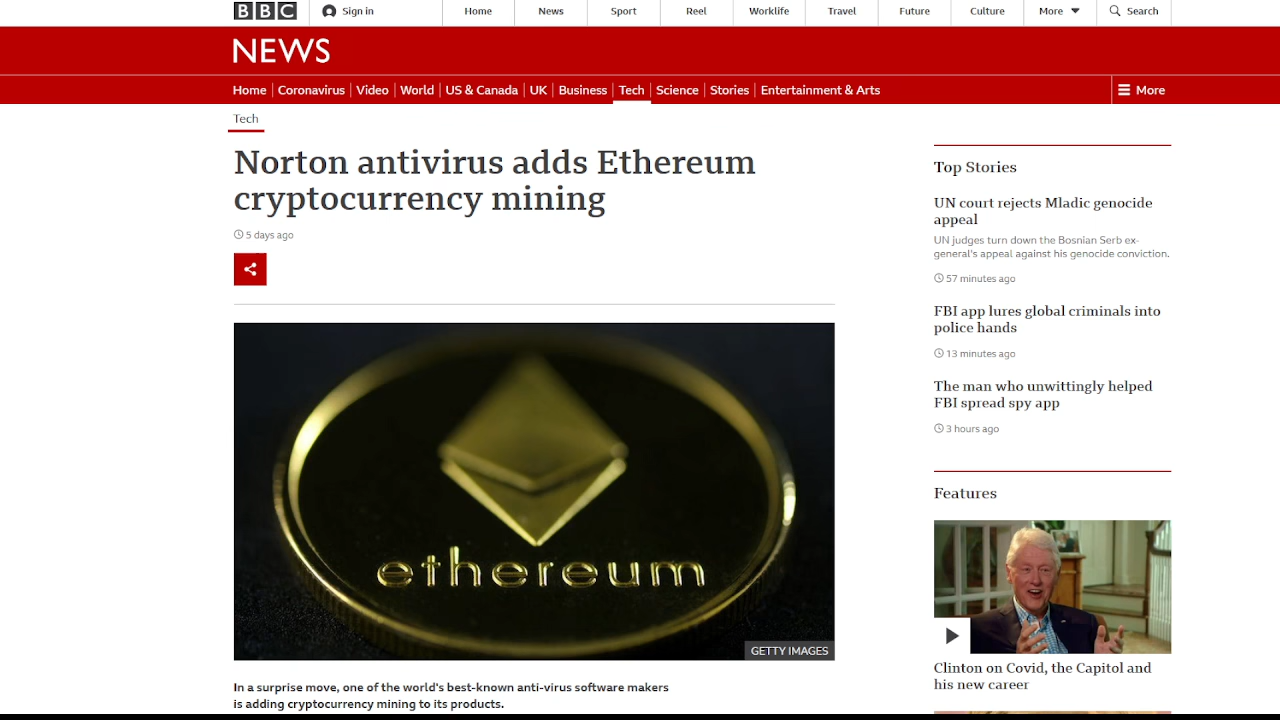 BBC
Sign in
Home
News
Sport
Reel
Worklife
Travel
Future
Culture
More
Search
NEWS
Home
Coronavirus
Video
World
US & Canada
UK
Business
Tech
Science
Stories
Entertainment & Arts
More
Tech
Norton antivirus adds Ethereum
cryptocurrency mining
5 days ago
ethereum
GETTY IMAGES
In a surprise move, one of the world's best-known anti-virus software makers
is adding cryptocurrency mining to its products.
Top Stories
UN court rejects Mladic genocide
appeal
UN judges turn down the Bosnian Serb ex-
general's appeal against his genocide conviction.
57 minutes ago
FBI app lures global criminals into
police hands
13 minutes ago
The man who unwittingly helped
FBI spread spy app
3 hours ago
Features
Clinton on Covid, the Capitol and
his new career